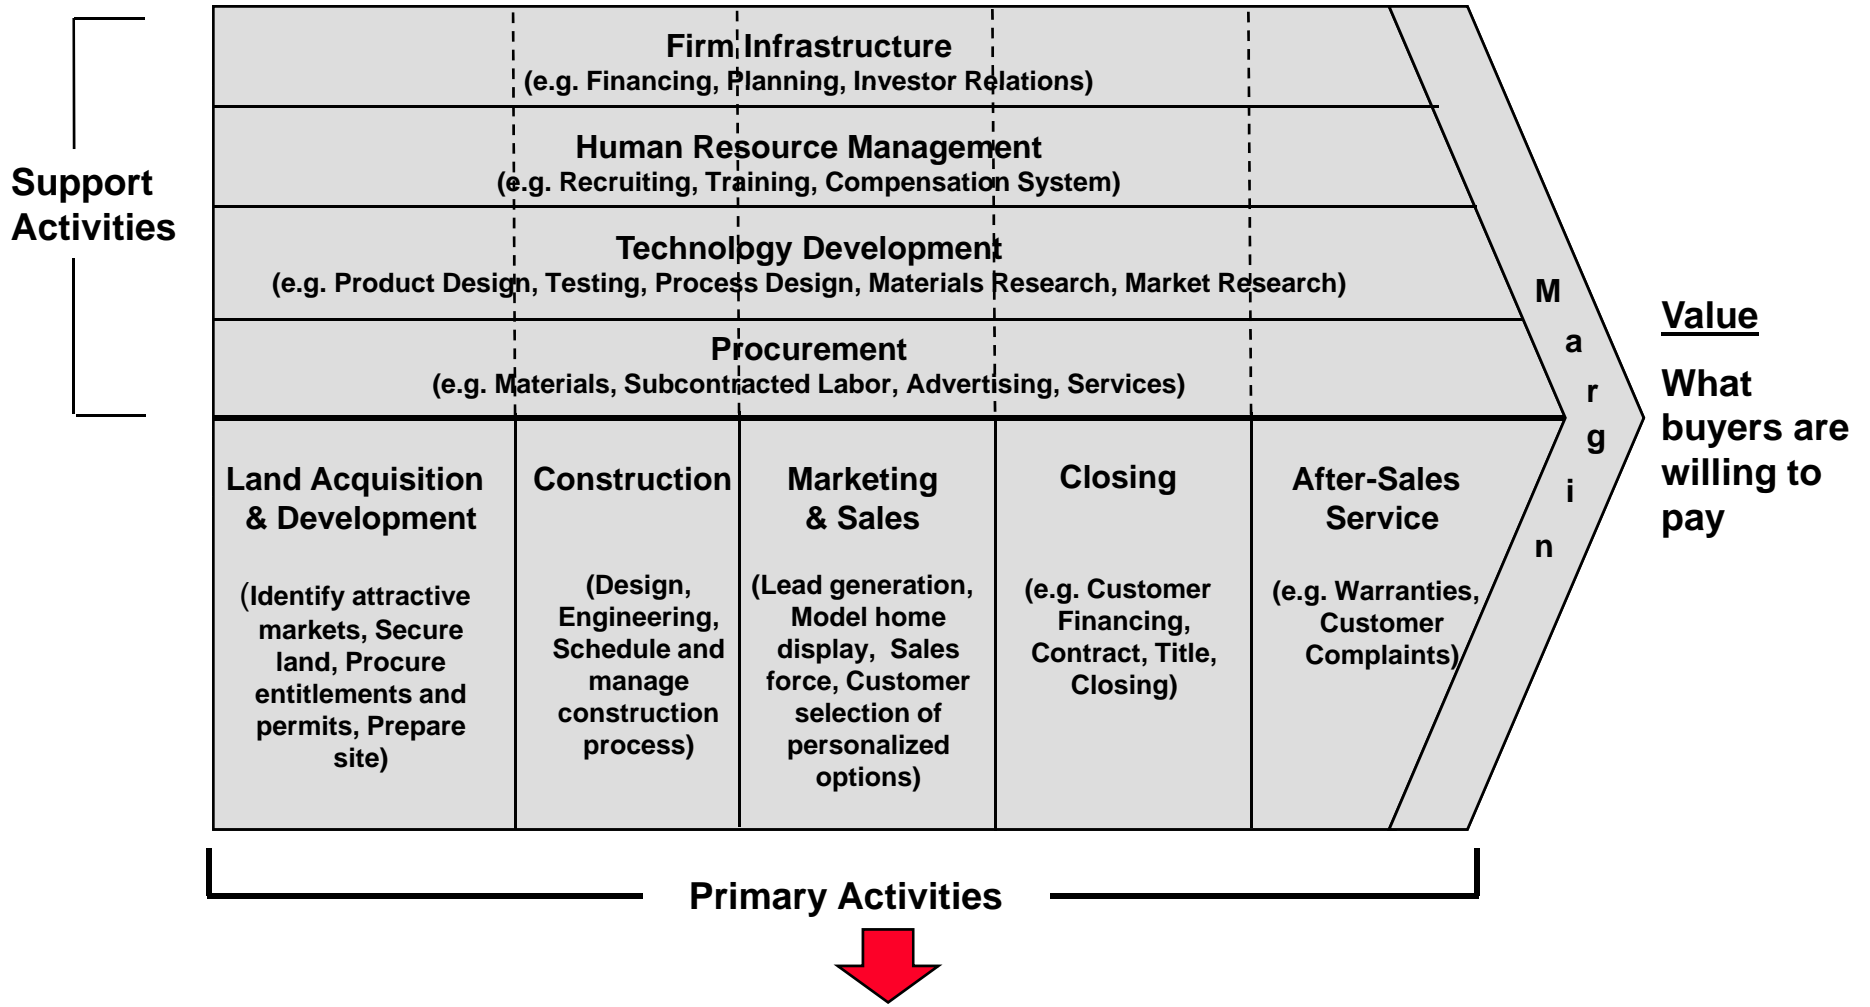 Support
Activities
Firm Infrastructure
(e.g. Financing, Planning, Investor Relations)
Human Resource Management
(e.g. Recruiting, Training, Compensation System)
Technology Development
(e.g. Product Design, Testing, Process Design, Materials Research, Market Research)
Procurement
(e.g. Materials, Subcontracted Labor, Advertising, Services)
Land Acquisition
& Development
(Identify attractive
markets, Secure
land, Procure
entitlements and
permits, Prepare
site)
Construction
(Design,
Engineering,
Schedule and
manage
construction
process)
Marketing
& Sales
(Lead generation,
Model home
display, Sales
force, Customer
selection of
personalized
options)
Closing
(e.g. Customer
Financing,
Contract, Title,
Closing)
After-Sales
Service
(e.g. Warranties,
Customer
Complaints)
Margin
Value
What
buyers are
willing to
pay
Primary Activities